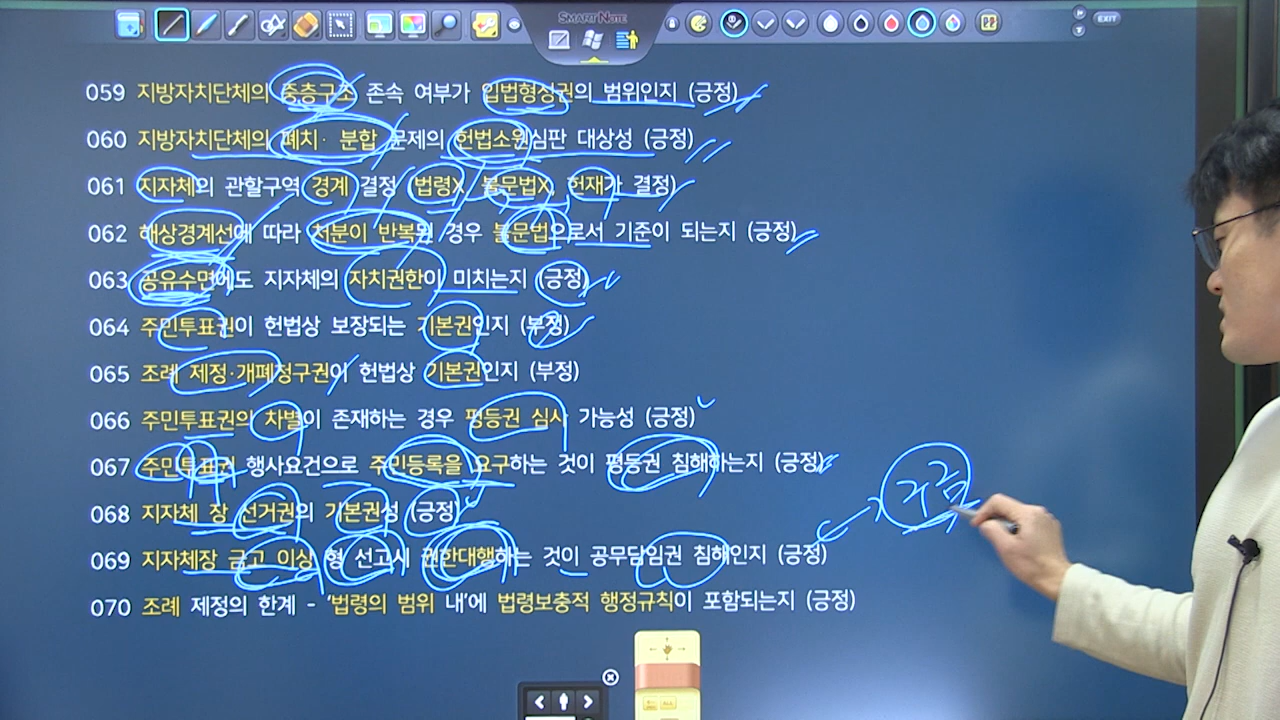 SMART NOTE
EXIT
059 지방자치단체의 중층구조 존속 여부가 입법형성권의 범위인지 (긍정)
060 지방자치단체의 폐치· 분합 문제의 헌법소원심판 대상성 (긍정)
061 지자체의 관할구역 경계 결정 (법령X, 불문법X, 헌재가 결정)
062 해상경계선에 따라 처분이 반복된 경우 불문법으로서 기준이 되는지 (긍정)
063 공유수면에도 지자체의 자치권한이 미치는지 (긍정)
064 주민투표권이 헌법상 보장되는 기본권인지 (부정)
065 조례 제정·개폐청구권이 헌법상 기본권인지 (부정)
066 주민투표권의 차별이 존재하는 경우 평등권 심사 가능성 (긍정)
067 주민투표권 행사요건으로 주민등록을 요구하는 것이 평등권 침해하는지 (긍정)
068 지자체 장 선거권의 기본권성 (긍정)
069 지자체장 금고 이상 형 선고시 권한대행하는 것이 공무담임권 침해인지 (긍정)
070 조례 제정의 한계 – '법령의 범위 내'에 법령보충적 행정규칙이 포함되는지 (긍정)
ALL